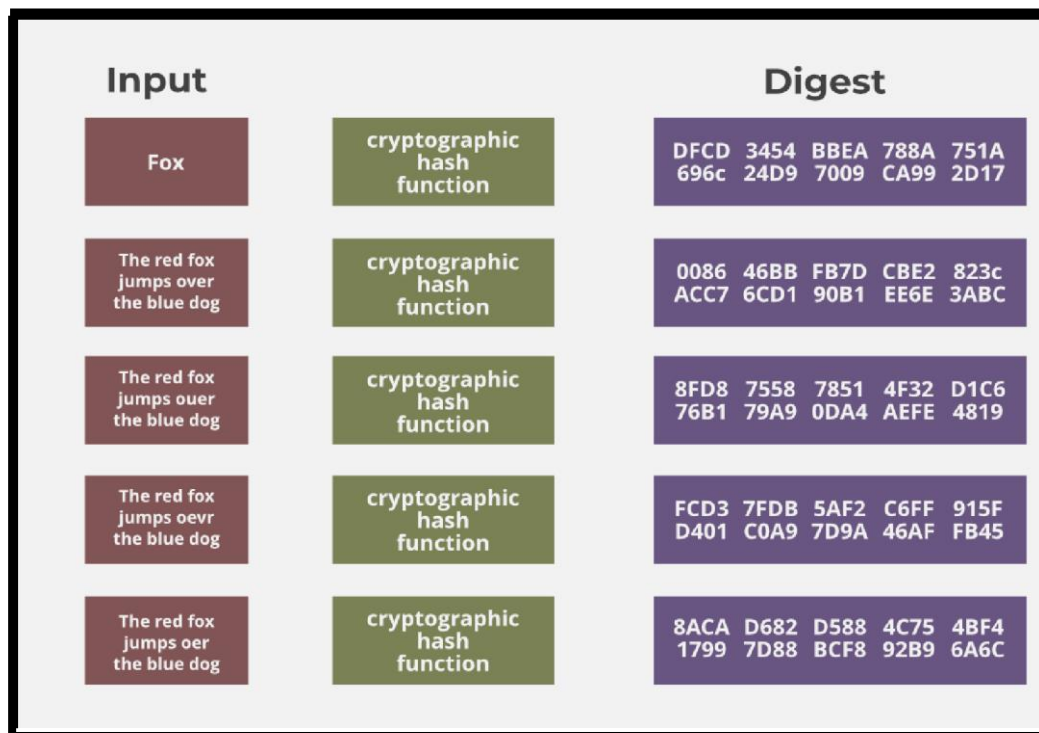 Input
Digest
Fox
cryptographic
hash
function
DFCD 3454 BBEA 788A 751A
696c 24D9 7009 CA99 2D17
The red fox
jumps over
the blue dog
cryptographic
hash
function
0086 46BB FB7D CBE2 823c
ACC7 6CD1 90B1 EE6E 3ABC
The red fox
jumps ouer
the blue dog
cryptographic
hash
function
8FD8 7558 7851 4F32 D1C6
76B1 79A9 0DA4 AEFE 4819
The red fox
jumps oevr
the blue dog
cryptographic
hash
function
FCD3 7FDB 5AF2 C6FF 915F
D401 C0A9 7D9A 46AF FB45
The red fox
jumps oer
the blue dog
cryptographic
hash
function
8ACA D682 D588 4C75 4BF4
1799 7D88 BCF8 92B9 6A6C